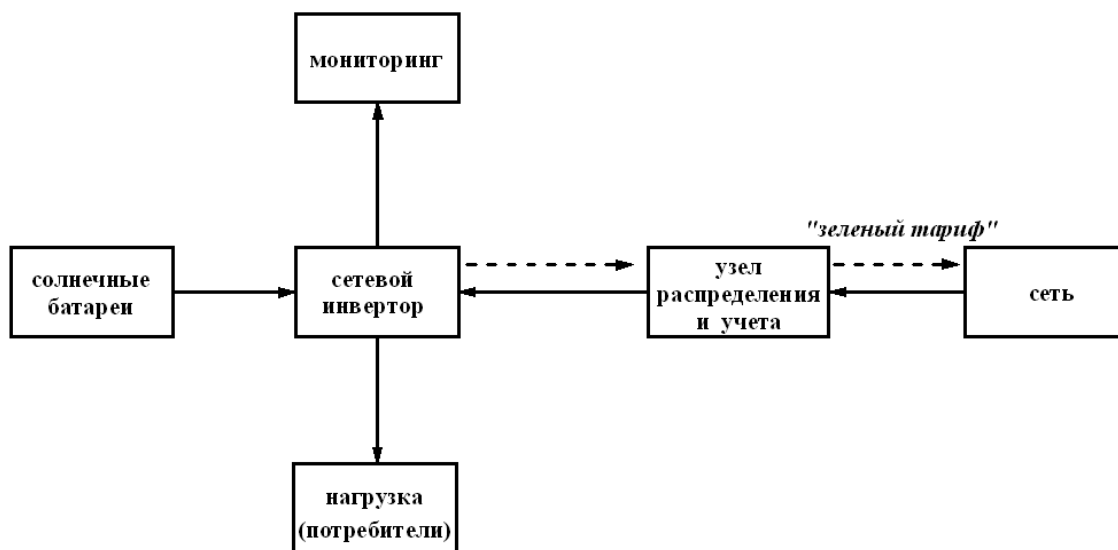 мониторинг
"зеленый тариф"
солнечные
батареи
сетевой
инвертор
узел
распределения
и учета
сеть
нагрузка
(потребители)